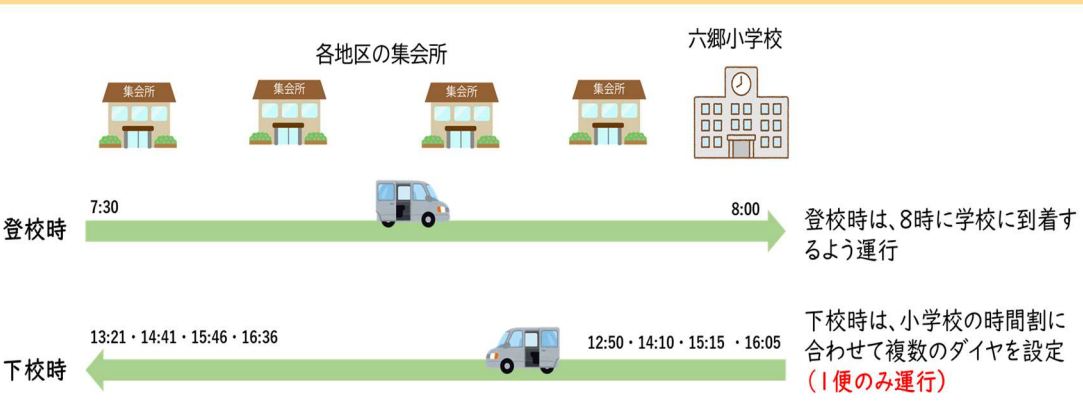 各地区の集会所
六郷小学校
集会所
集会所
集会所
集会所
登校時
7:30
8:00
登校時は、8時に学校に到着す
るよう運行
下校時
13:21・14:41・15:46・16:36
12:50・14:10・15:15 ・16:05
下校時は、小学校の時間割に
合わせて複数のダイヤを設定
（1便のみ運行）